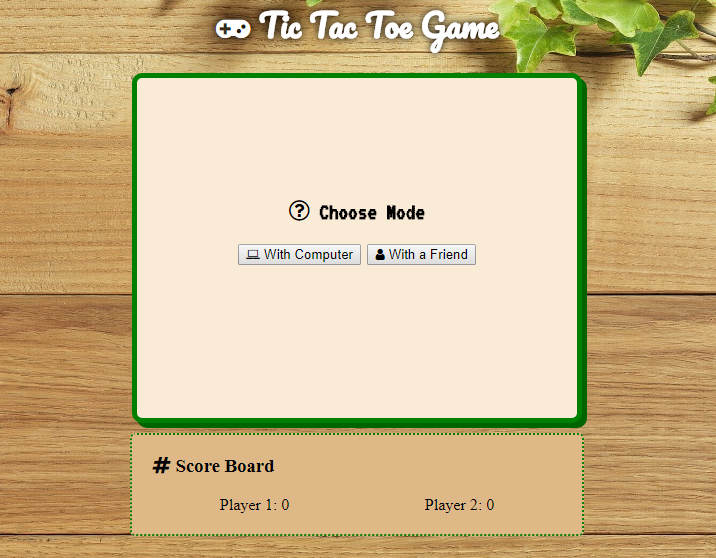 Tic Tac Toe Game
Choose Mode
With Computer
With a Friend
# Score Board
Player 1: 0
Player 2: 0